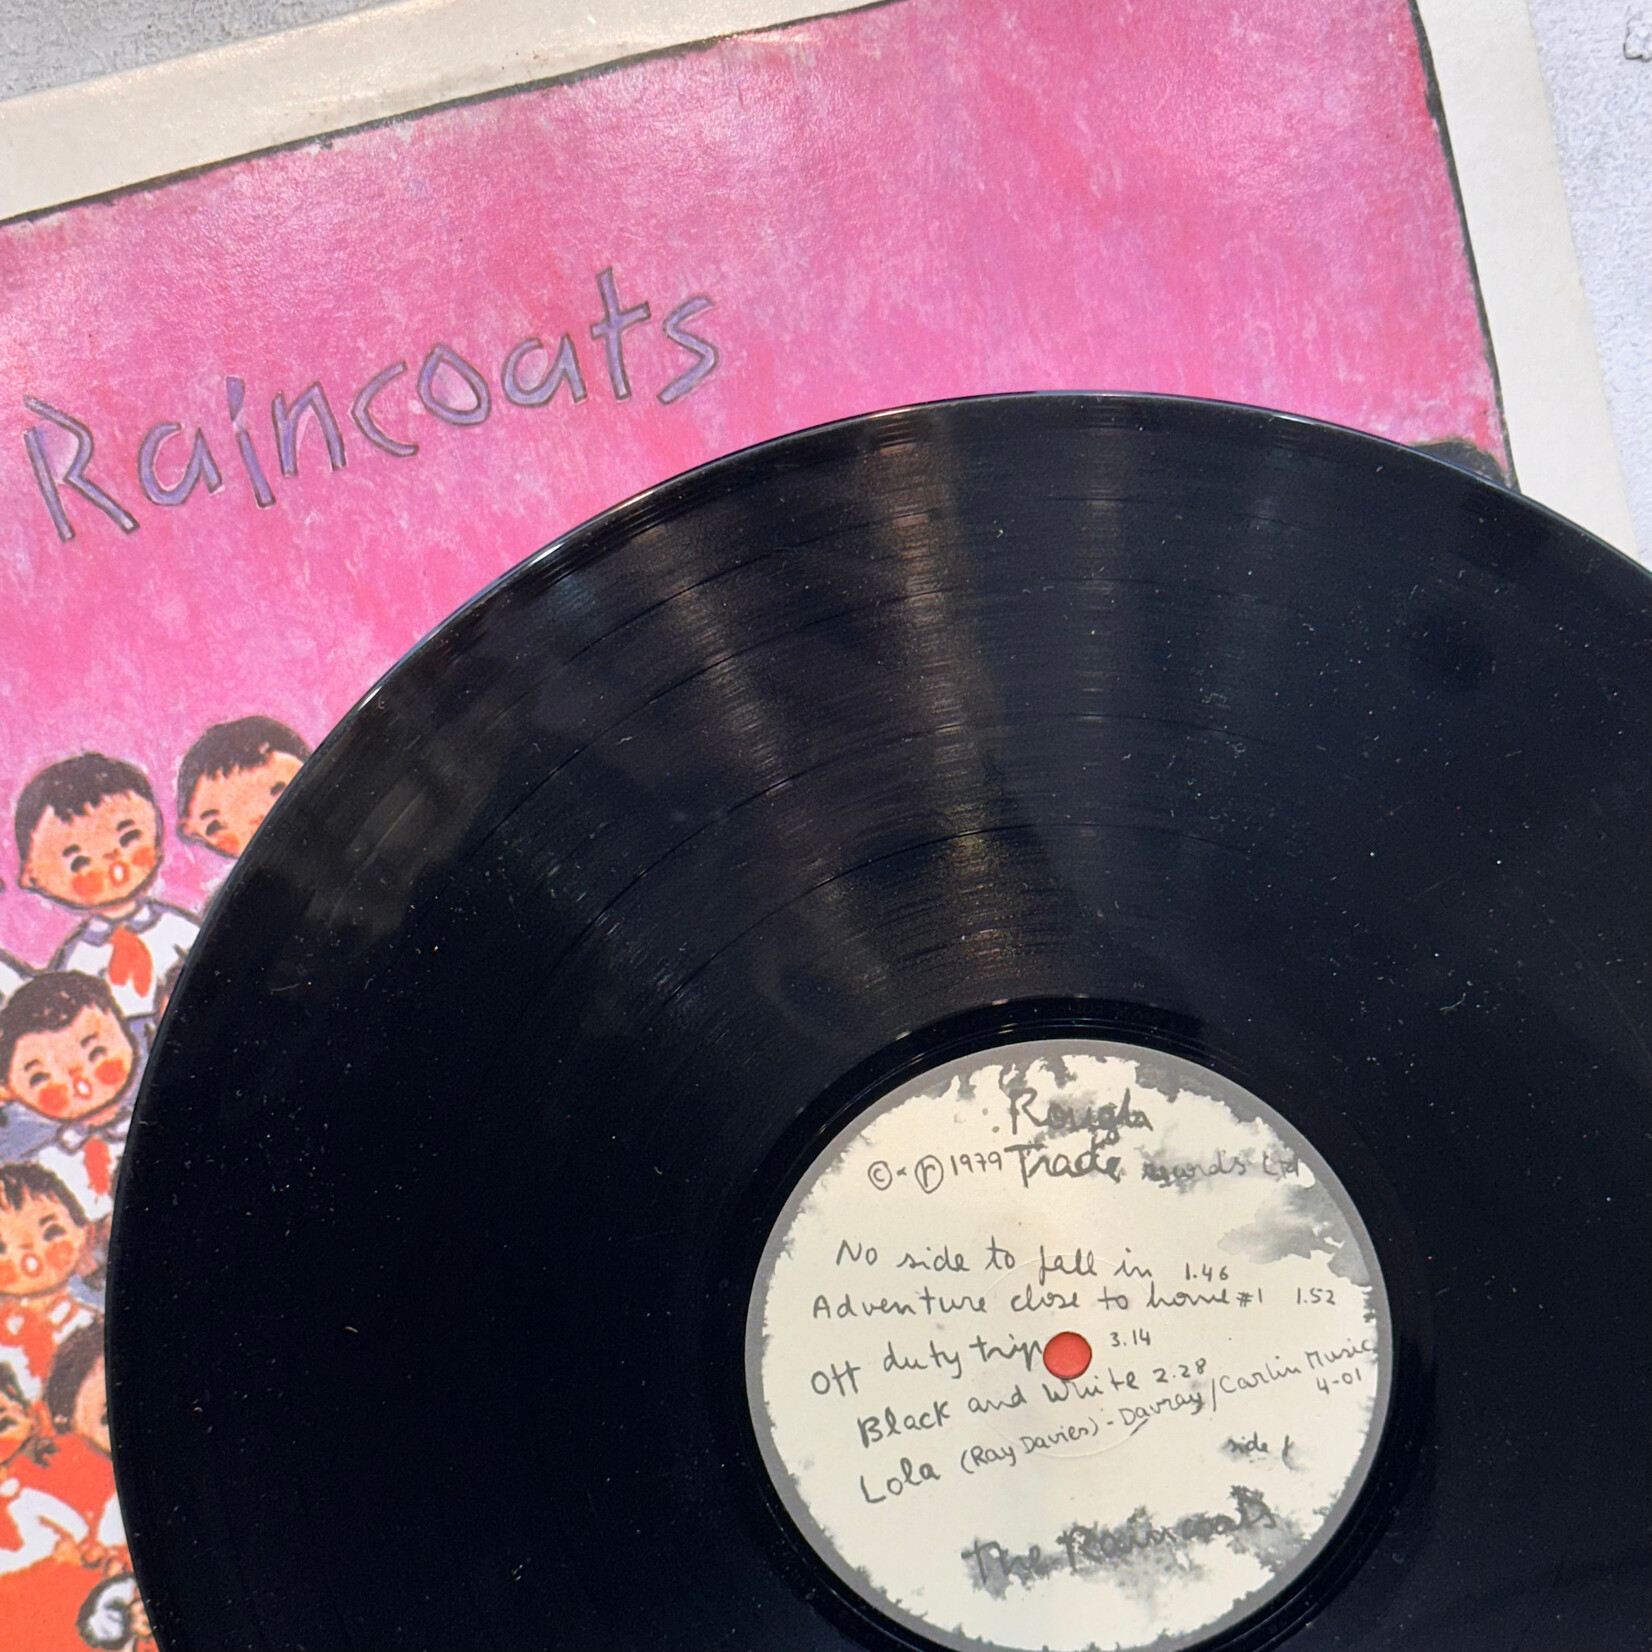 Raincoats
Rough
© - ℗ 1979 Trade records Ltd
No side to fall in 1.46
Adventure close to home #1 1.52
Off duty trip 3.14
Black and White 2.28
Lola (Ray Davies) - Davray / Carlin Music
4-01
side 1
The Raincoats